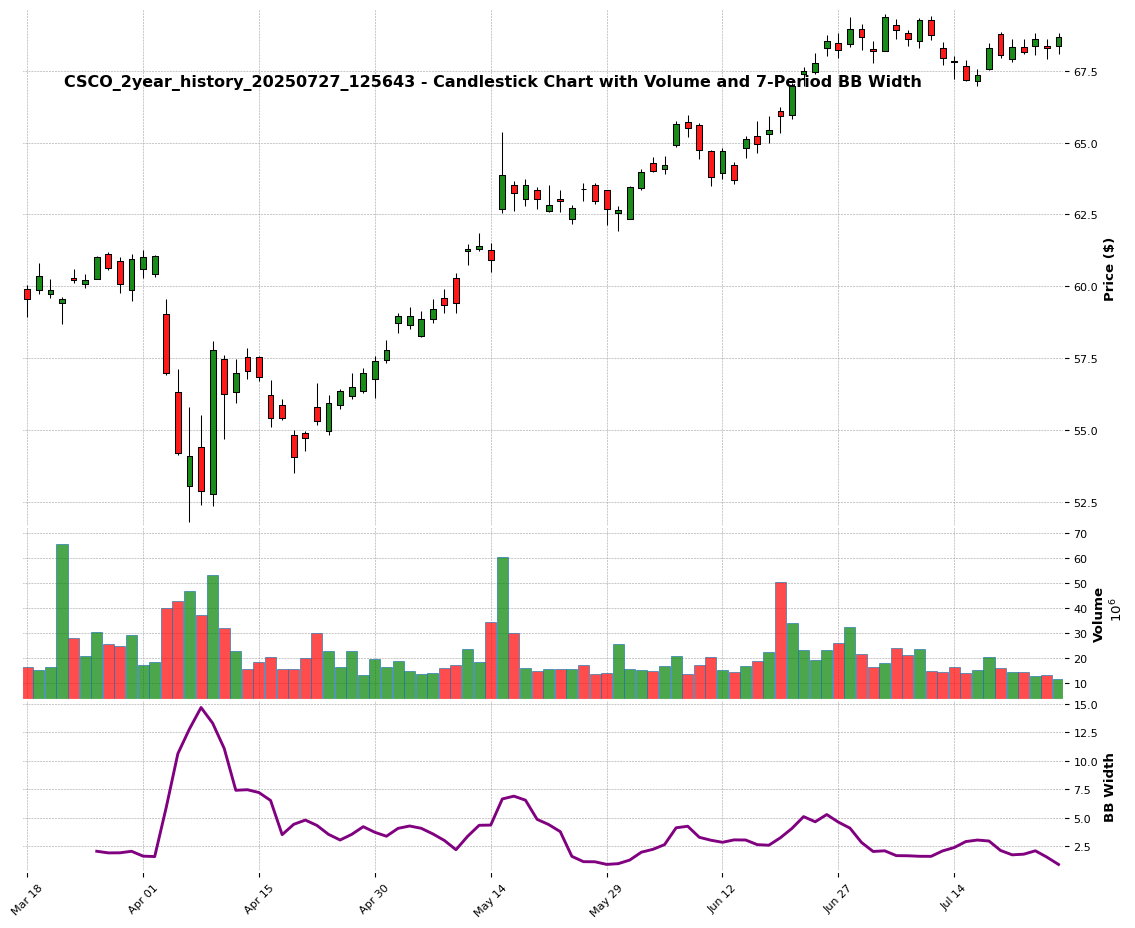 CSCO_2year_history_20250727_125643 - Candlestick Chart with Volume and 7-Period BB Width
67.5
65.0
62.5
60.0
57.5
55.0
52.5
Price ($)
70
60
50
40
30
20
10
Volume
10^6
15.0
12.5
10.0
7.5
5.0
2.5
BB Width
Mar 18
Apr 01
Apr 15
Apr 30
May 14
May 29
Jun 12
Jun 27
Jul 14